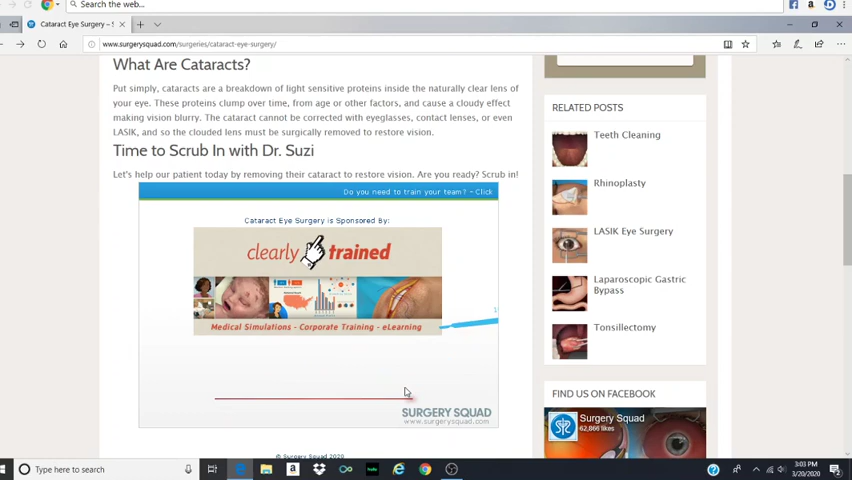 Search the web...
Cataract Eye Surgery – S
www.surgerysquad.com/surgeries/cataract-eye-surgery/
What Are Cataracts?
Put simply, cataracts are a breakdown of light sensitive proteins inside the naturally clear lens of
your eye. These proteins clump over time, from age or other factors, and cause a cloudy effect
making vision blurry. The cataract cannot be corrected with eyeglasses, contact lenses, or even
LASIK, and so the clouded lens must be surgically removed to restore vision.
Time to Scrub In with Dr. Suzi
Let's help our patient today by removing their cataract to restore vision. Are you ready? Scrub in!
Do you need to train your team? - Click
Cataract Eye Surgery is Sponsored By:
clearly trained
Medical Simulations - Corporate Training - eLearning
SURGERY SQUAD
www.surgerysquad.com
© Surgery Squad 2020
RELATED POSTS
Teeth Cleaning
Rhinoplasty
LASIK Eye Surgery
Laparoscopic Gastric
Bypass
Tonsillectomy
FIND US ON FACEBOOK
Surgery Squad
62,866 likes
Type here to search
hulu
3:03 PM
3/20/2020